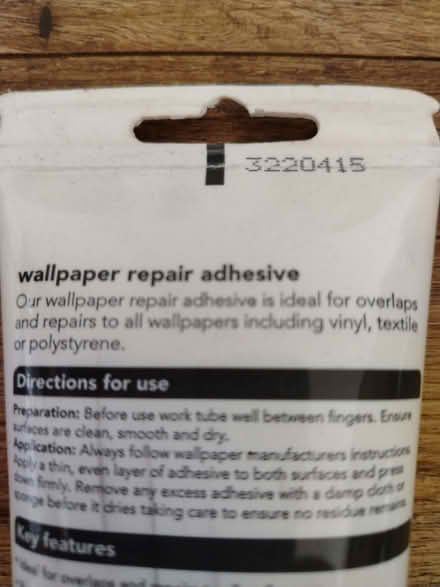 3220415
wallpaper repair adhesive
Our wallpaper repair adhesive is ideal for overlaps
and repairs to all wallpapers including vinyl, textile
or polystyrene.
Directions for use
Preparation: Before use work tube well between fingers. Ensure
surfaces are clean, smooth and dry.
Application: Always follow wallpaper manufacturers instructions
Apply a thin, even layer of adhesive to both surfaces and press
down firmly. Remove any excess adhesive with a damp cloth or
sponge before it dries taking care to ensure no residue remains.
Key features